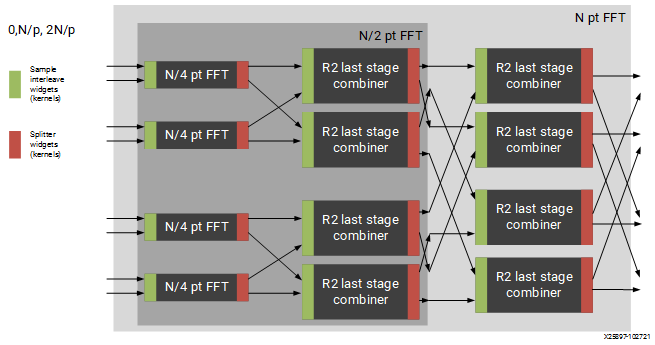 N pt FFT
0,N/p, 2N/p
N/2 pt FFT
Sample
interleave
widgets
(kernels)
Splitter
widgets
(kernels)
N/4 pt FFT
N/4 pt FFT
N/4 pt FFT
N/4 pt FFT
R2 last stage
combiner
R2 last stage
combiner
R2 last stage
combiner
R2 last stage
combiner
R2 last stage
combiner
R2 last stage
combiner
R2 last stage
combiner
R2 last stage
combiner
X25897-102721